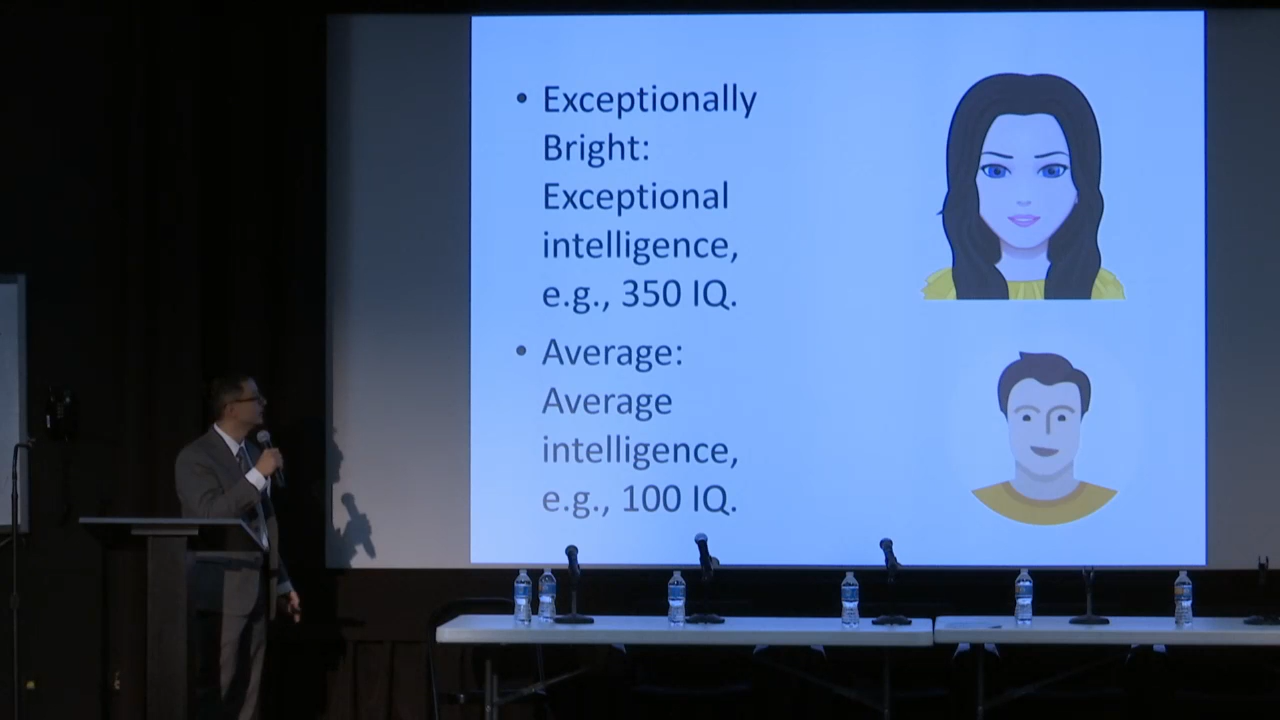 • Exceptionally
Bright:
Exceptional
intelligence,
e.g., 350 IQ.
• Average:
Average
intelligence,
e.g., 100 IQ.